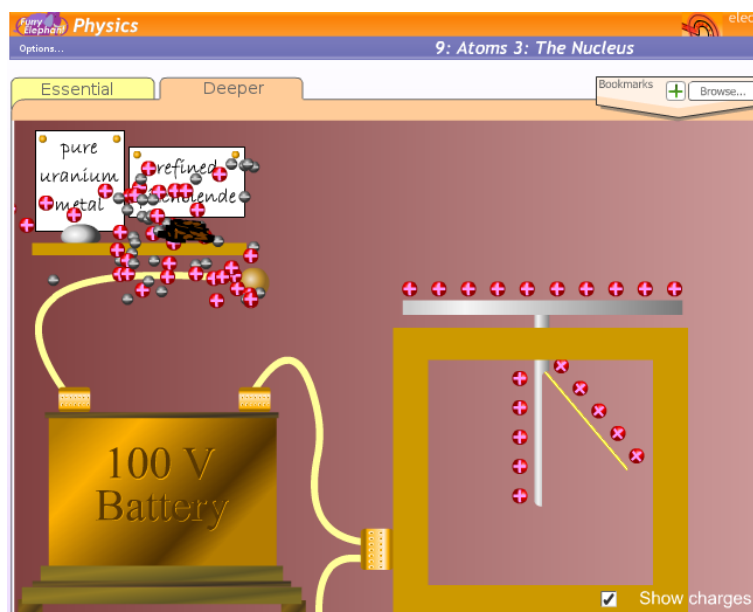 Furry Elephant Physics
elec
Options...
9: Atoms 3: The Nucleus
Essential
Deeper
Bookmarks
Browse...
pure
uranium
metal
refined
100 V
Battery
Show charges